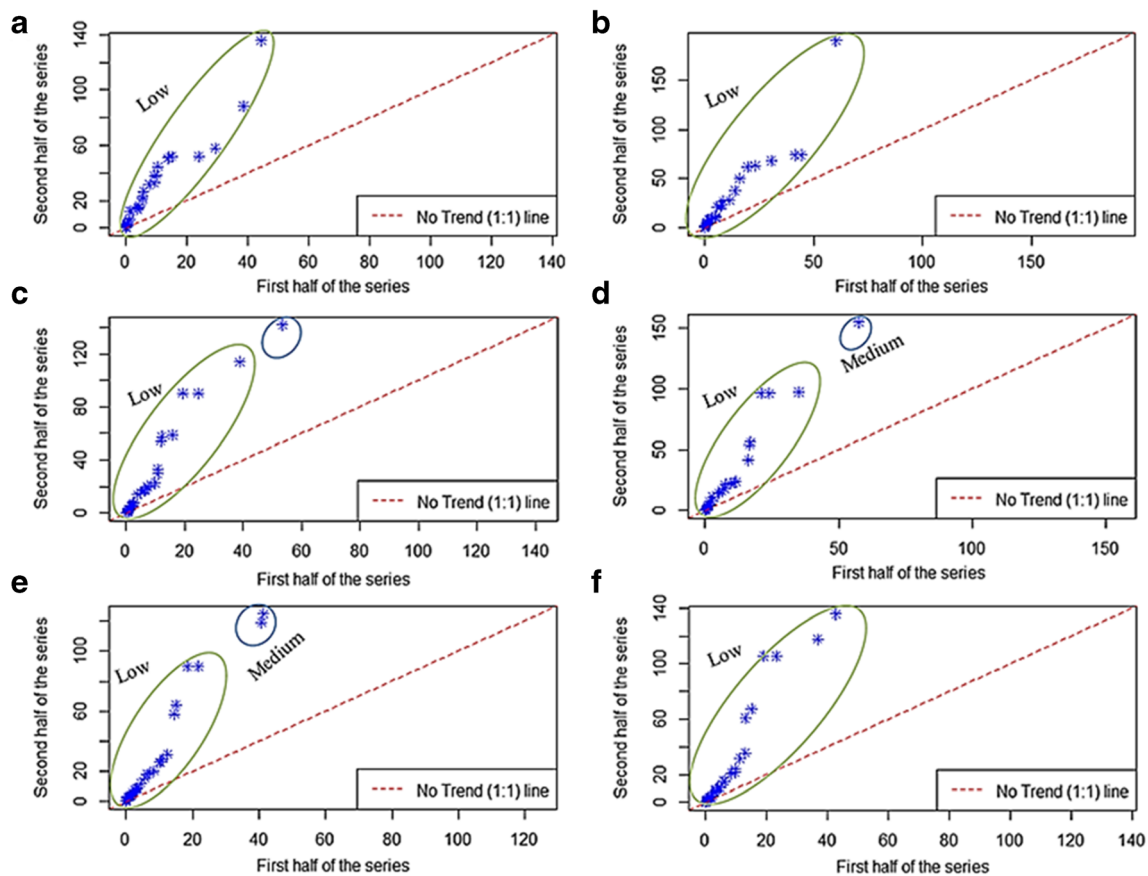 a
140
100
60
20
0
Second half of the series
Low
No Trend (1:1) line
0 20 40 60 80 100 120 140
First half of the series
b
150
100
50
0
Second half of the series
Low
No Trend (1:1) line
0 50 100 150
First half of the series
c
120
80
40
0
Second half of the series
Low
No Trend (1:1) line
0 20 40 60 80 100 120 140
First half of the series
d
150
100
50
0
Second half of the series
Low
Medium
No Trend (1:1) line
0 50 100 150
First half of the series
e
100
60
40
20
0
Second half of the series
Low
Medium
No Trend (1:1) line
0 20 40 60 80 100 120
First half of the series
f
140
100
60
20
0
Second half of the series
Low
No Trend (1:1) line
0 20 40 60 80 100 120 140
First half of the series